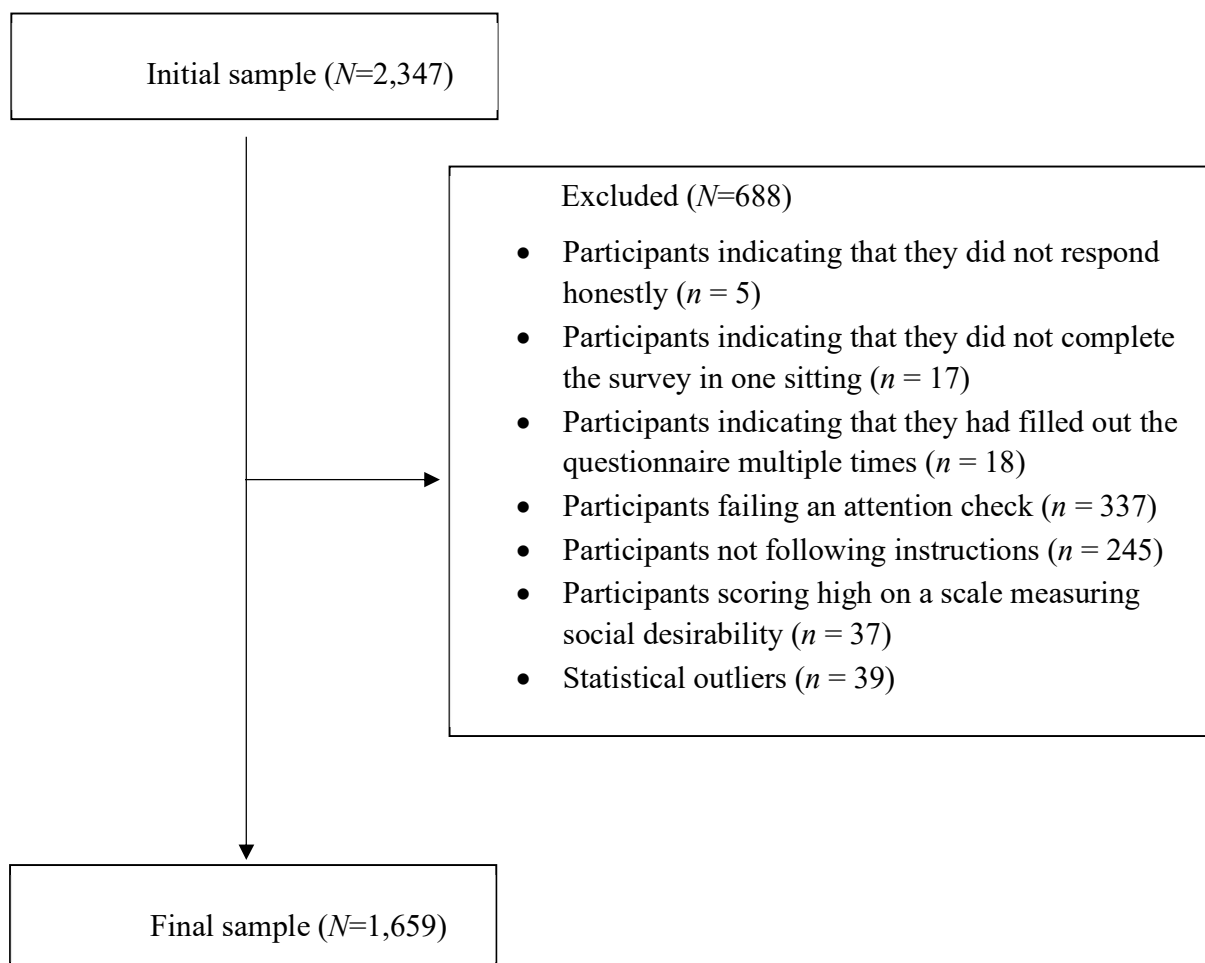 Initial sample (N=2,347)
Excluded (N=688)
• Participants indicating that they did not respond
honestly (n = 5)
• Participants indicating that they did not complete
the survey in one sitting (n = 17)
• Participants indicating that they had filled out the
questionnaire multiple times (n = 18)
• Participants failing an attention check (n = 337)
• Participants not following instructions (n = 245)
• Participants scoring high on a scale measuring
social desirability (n = 37)
• Statistical outliers (n = 39)
Final sample (N=1,659)